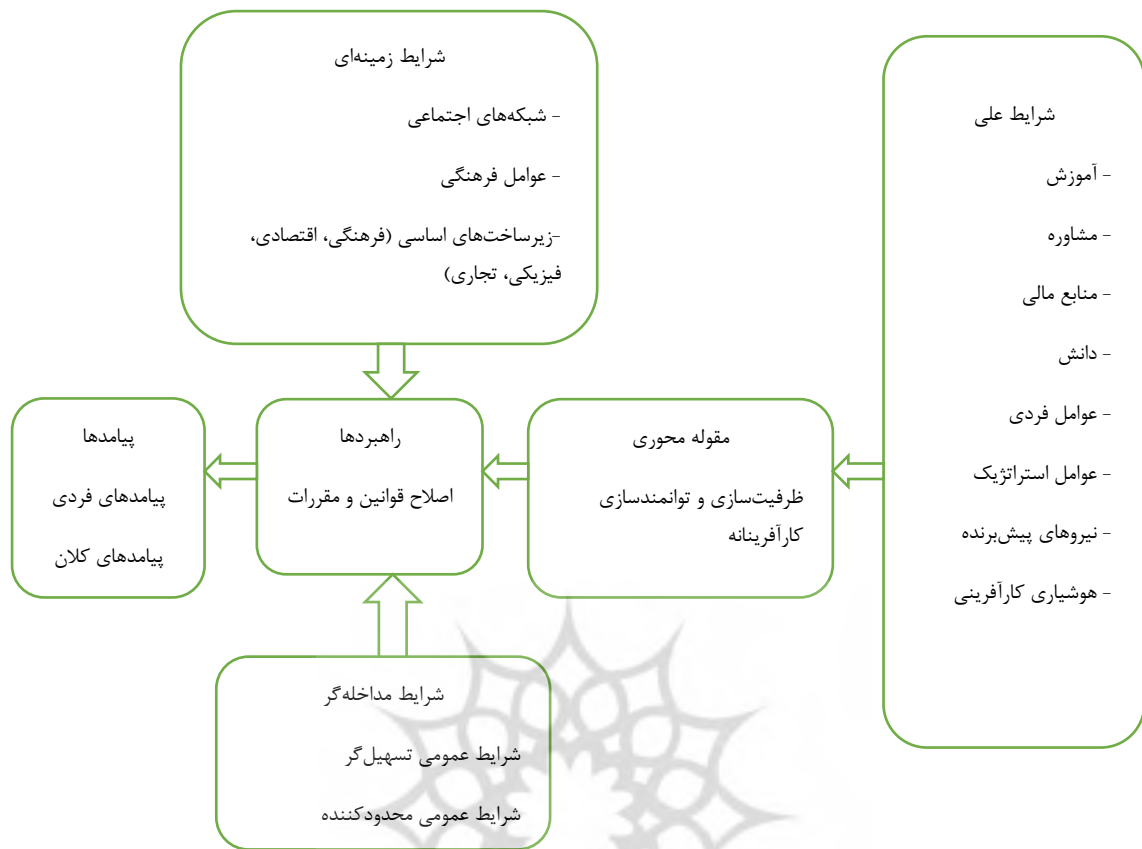 شرایط زمینه‌ای
- شبکه‌های اجتماعی
- عوامل فرهنگی
-زیرساخت‌های اساسی (فرهنگی، اقتصادی،
فیزیکی، تجاری)
شرایط علی
- آموزش
- مشاوره
- منابع مالی
- دانش
- عوامل فردی
- عوامل استراتژیک
- نیروهای پیش‌برنده
- هوشیاری کارآفرینی
مقوله محوری
ظرفیت‌سازی و توانمندسازی
کارآفرینانه
راهبردها
اصلاح قوانین و مقررات
پیامدها
پیامدهای فردی
پیامدهای کلان
شرایط مداخله‌گر
شرایط عمومی تسهیل‌گر
شرایط عمومی محدودکننده